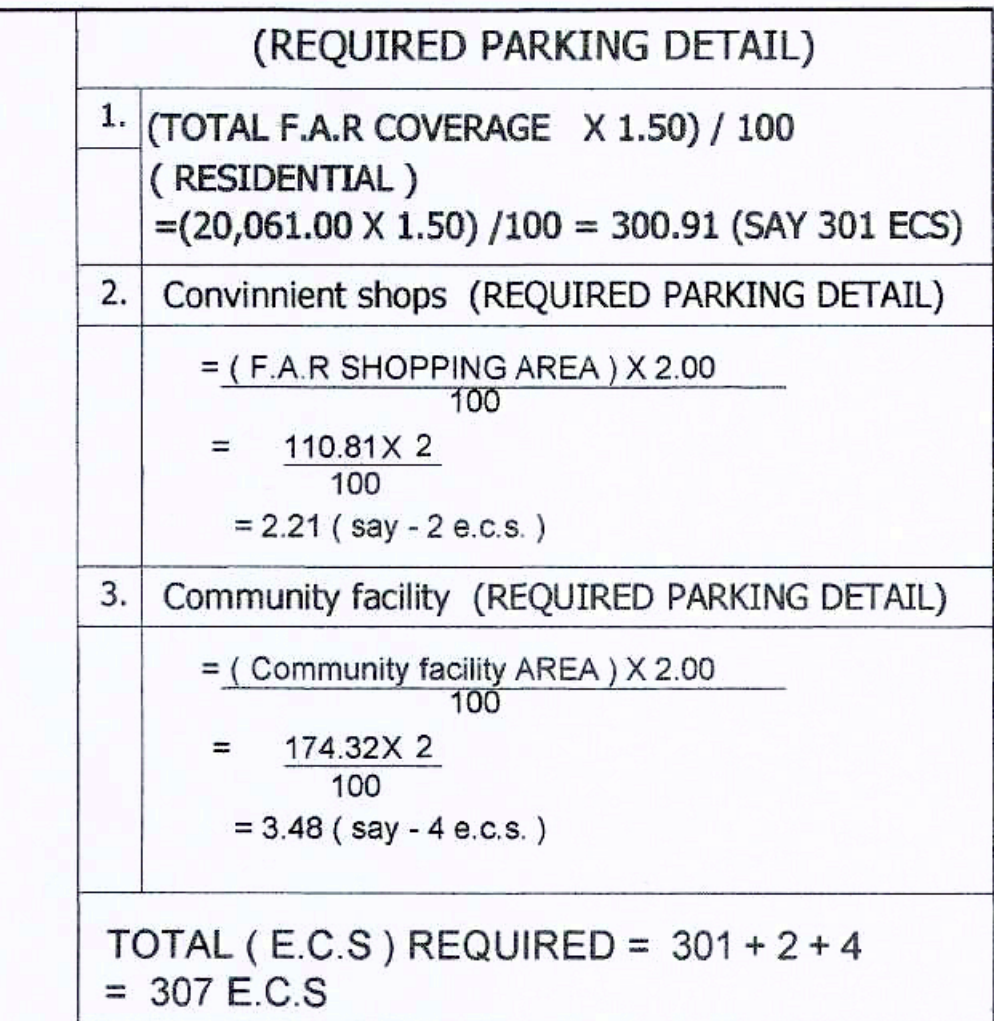 (REQUIRED PARKING DETAIL)
1. (TOTAL F.A.R COVERAGE X 1.50) / 100
( RESIDENTIAL )
=(20,061.00 X 1.50) /100 = 300.91 (SAY 301 ECS)
2. Convinnient shops (REQUIRED PARKING DETAIL)
= ( F.A.R SHOPPING AREA ) X 2.00
100
= 110.81X 2
100
= 2.21 ( say - 2 e.c.s. )
3. Community facility (REQUIRED PARKING DETAIL)
= ( Community facility AREA ) X 2.00
100
= 174.32X 2
100
= 3.48 ( say - 4 e.c.s. )
TOTAL ( E.C.S ) REQUIRED = 301 + 2 + 4
= 307 E.C.S